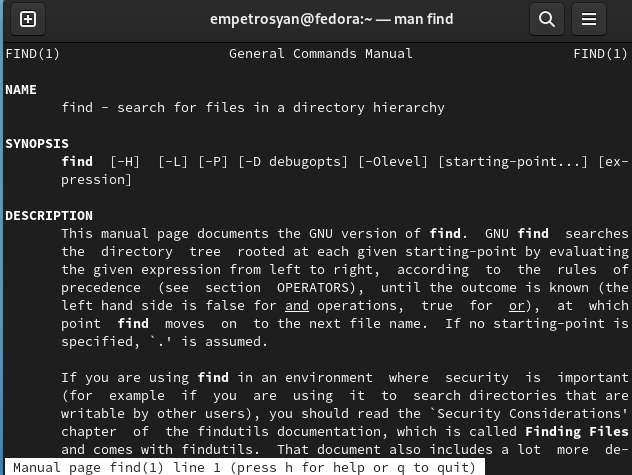 empetrosyan@fedora:~ — man find
FIND(1) General Commands Manual FIND(1)
NAME
find - search for files in a directory hierarchy
SYNOPSIS
find [-H] [-L] [-P] [-D debugopts] [-Olevel] [starting-point...] [ex-
pression]
DESCRIPTION
This manual page documents the GNU version of find. GNU find searches
the directory tree rooted at each given starting-point by evaluating
the given expression from left to right, according to the rules of
precedence (see section OPERATORS), until the outcome is known (the
left hand side is false for and operations, true for or), at which
point find moves on to the next file name. If no starting-point is
specified, `.' is assumed.
If you are using find in an environment where security is important
(for example if you are using it to search directories that are
writable by other users), you should read the `Security Considerations'
chapter of the findutils documentation, which is called Finding Files
and comes with findutils. That document also includes a lot more de-
Manual page find(1) line 1 (press h for help or q to quit)